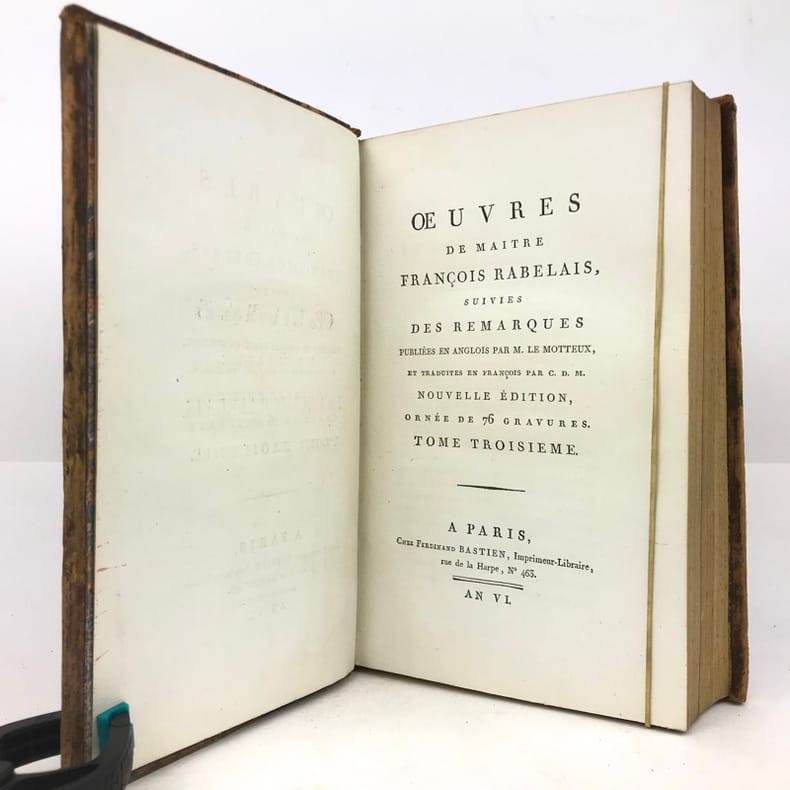 ŒUVRES
DE MAITRE
FRANÇOIS RABELAIS,
SUIVIES
DES REMARQUES
PUBLIÉES EN ANGLOIS PAR M. LE MOTTEUX,
ET TRADUITES EN FRANÇOIS PAR C. D. M.
NOUVELLE ÉDITION,
ORNÉE DE 76 GRAVURES.
TOME TROISIEME.
A PARIS,
Chez Ferdinand BASTIEN, Imprimeur-Libraire,
rue de la Harpe, Nº 463.
AN VI.